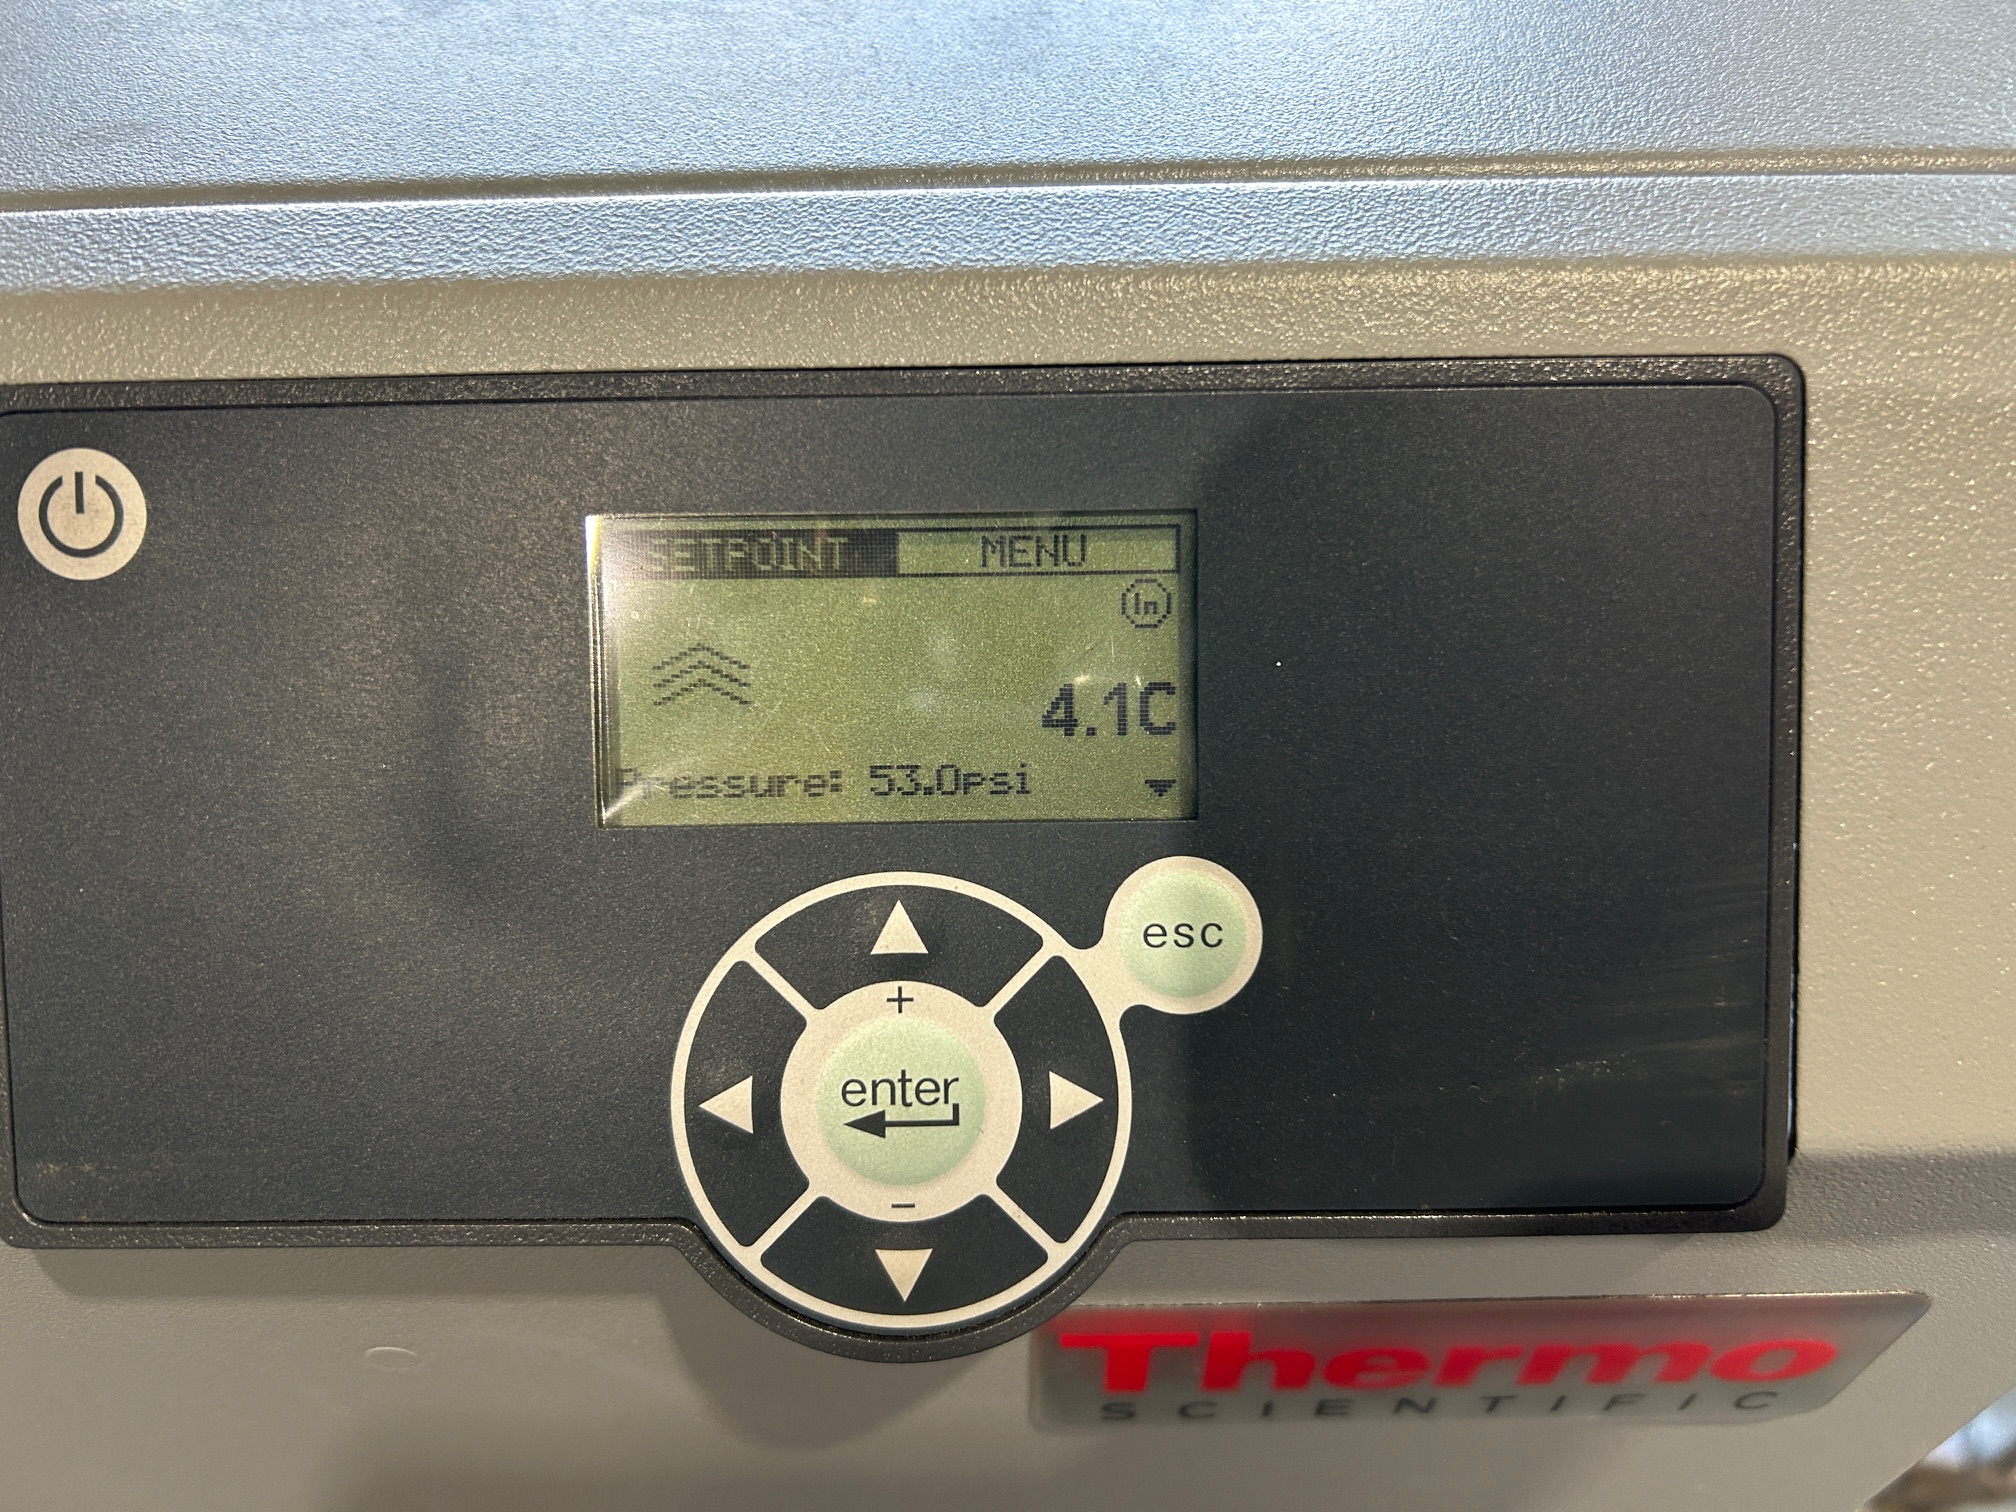 SETPOINT MENU
In
4.1C
Pressure: 53.0psi
esc
+
enter
-
Thermo
SCIENTIFIC